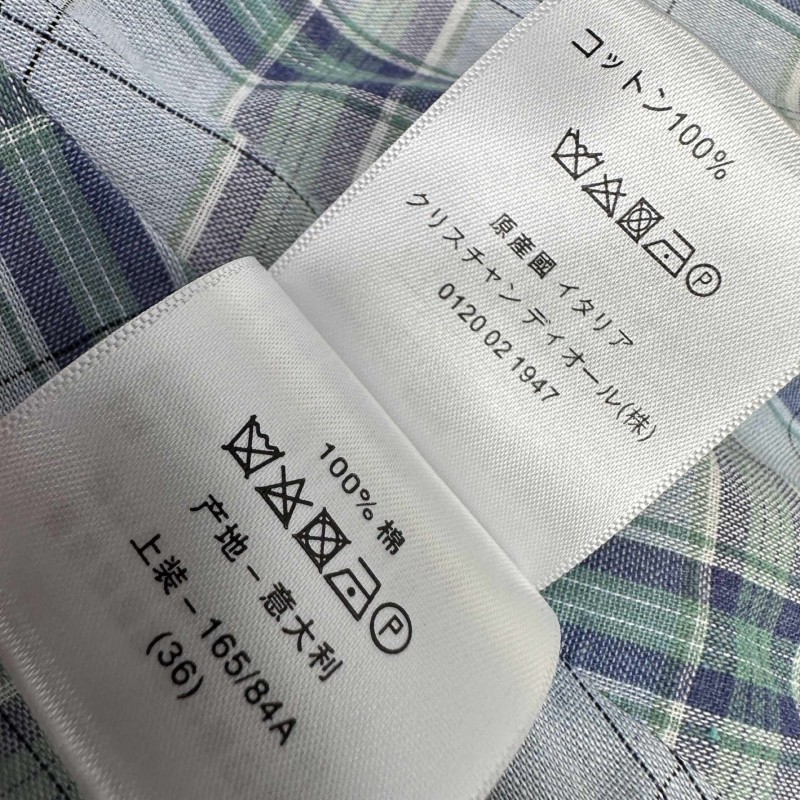 コットン100%
P
原産國 イタリア
クリスチャン ディオール(株)
0120 02 1947
100% 棉
P
产地 - 意大利
上装 - 165/84A
(36)